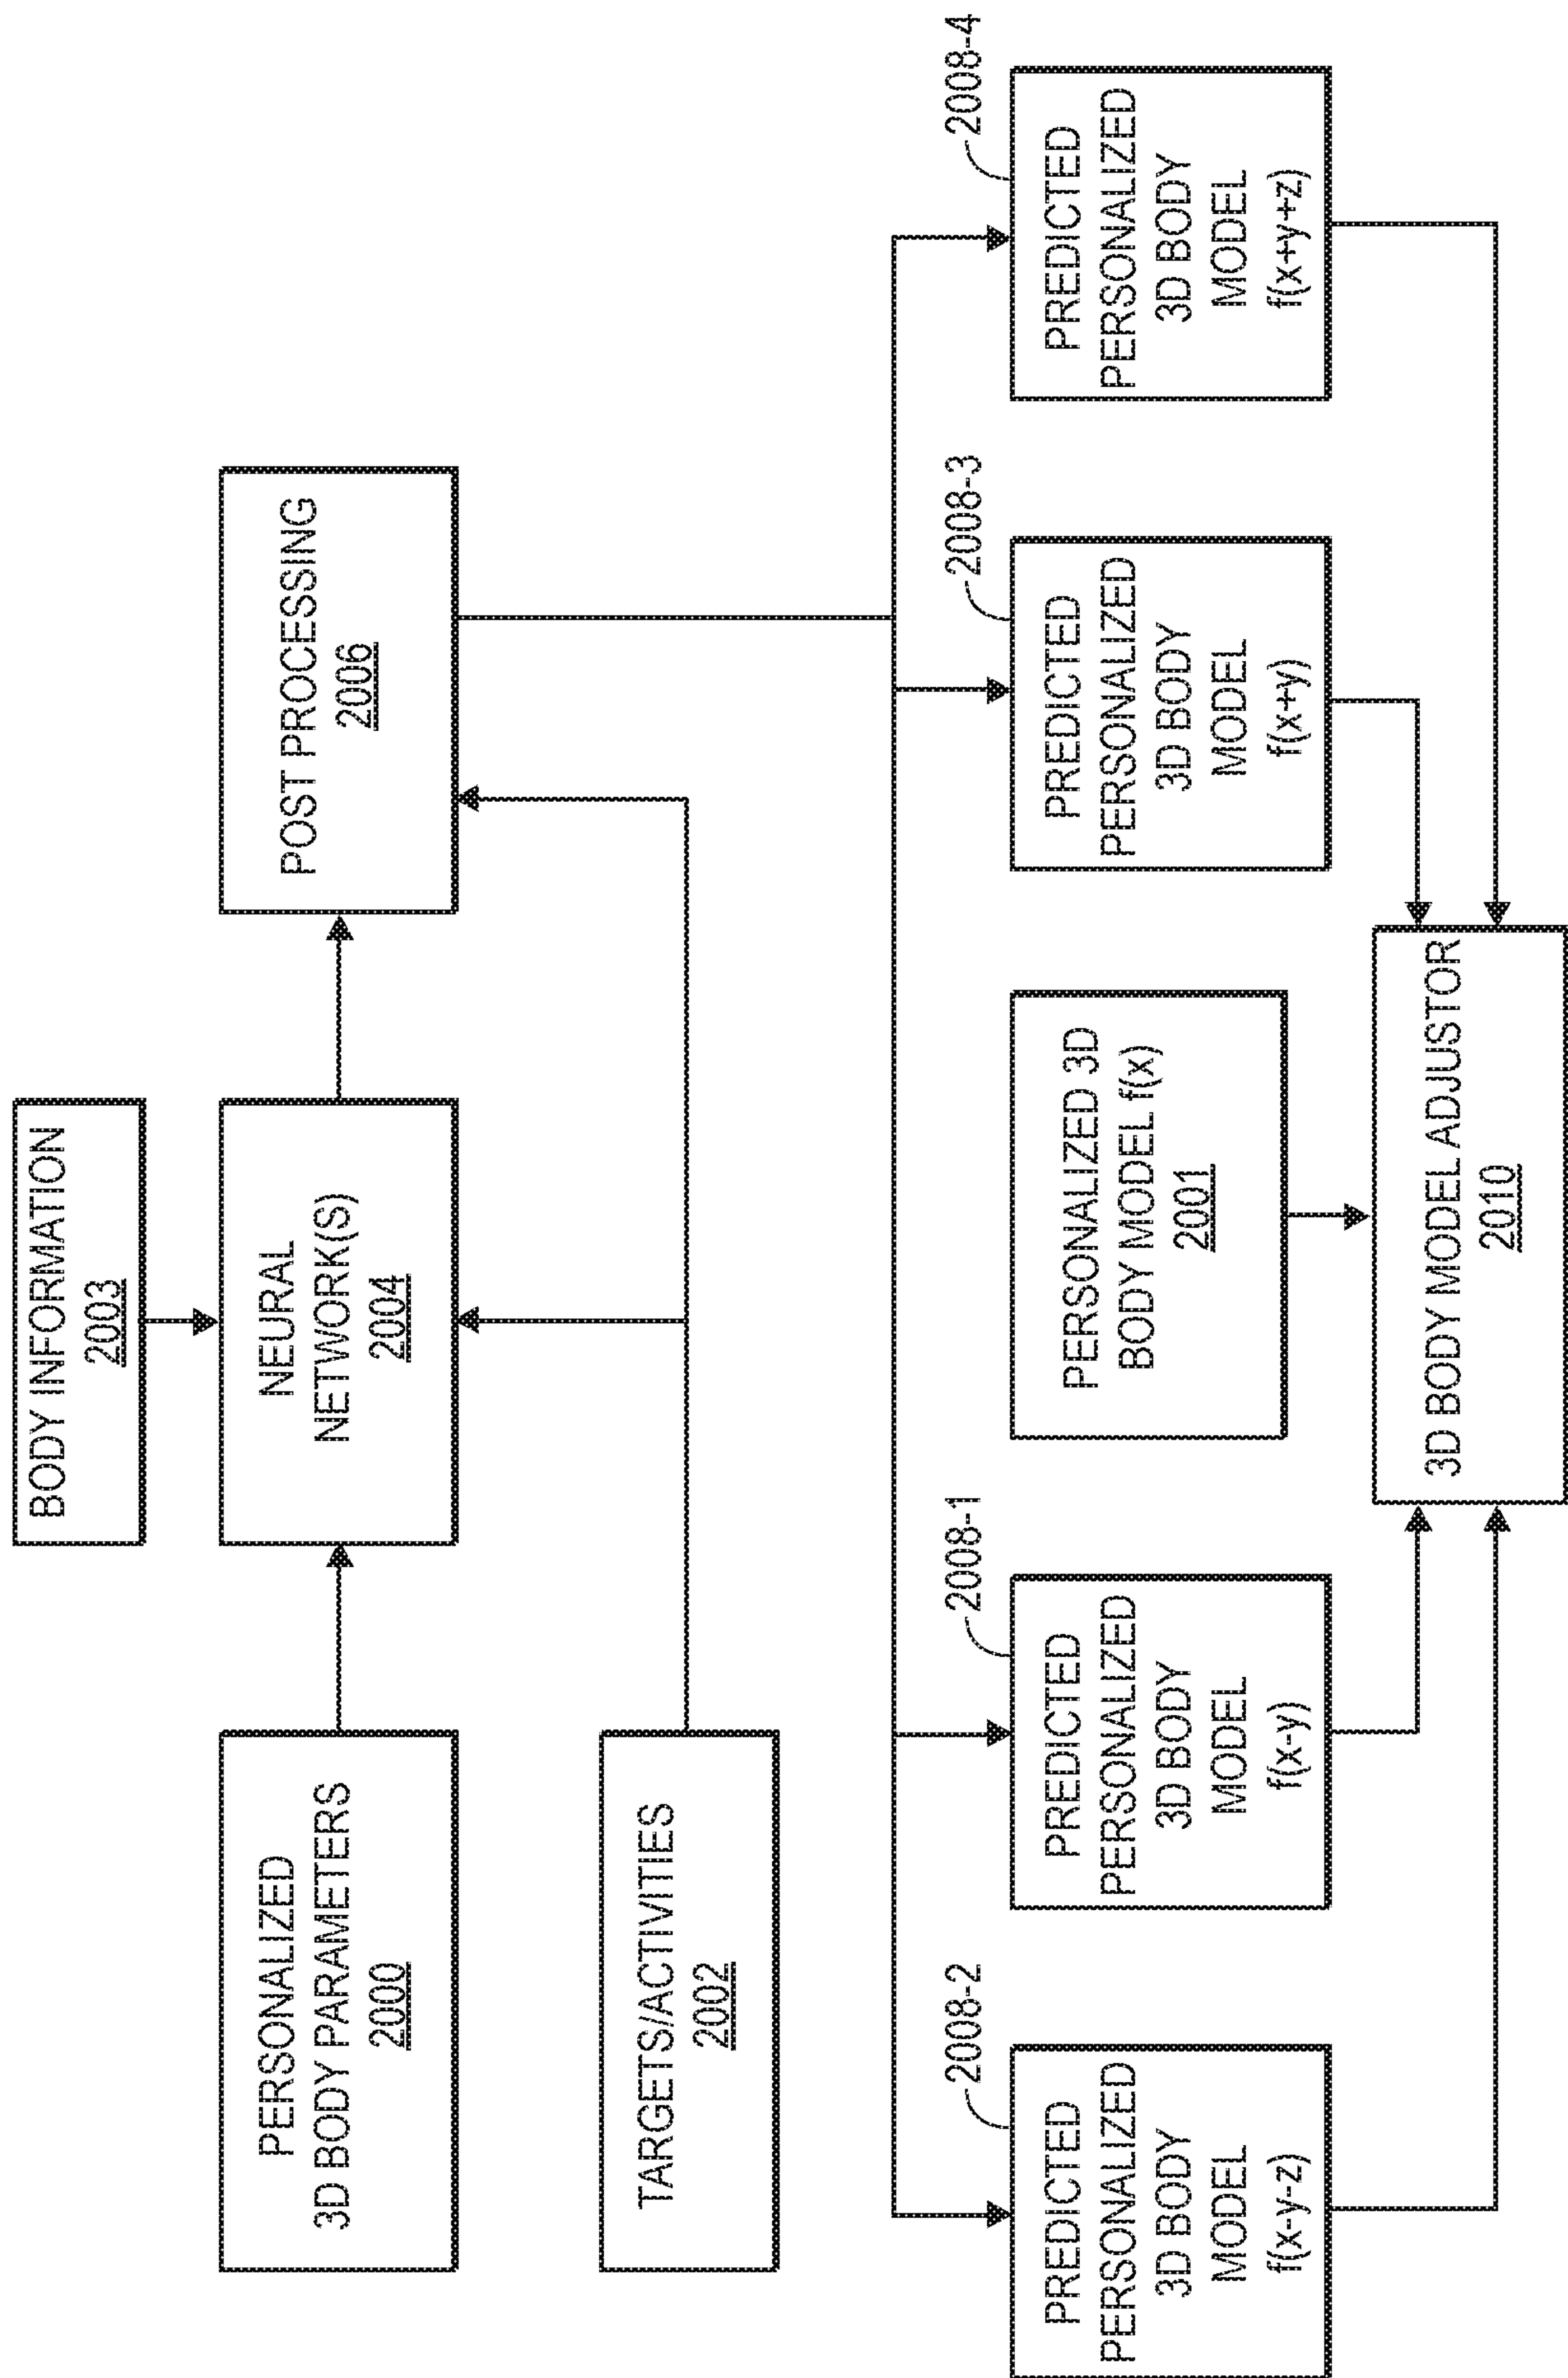 BODY INFORMATION
2003
PERSONALIZED
3D BODY PARAMETERS
2000
NEURAL
NETWORK(S)
2004
POST PROCESSING
2006
TARGETS/ACTIVITIES
2002
2008-2
PREDICTED
PERSONALIZED
3D BODY
MODEL
f(x-y-z)
2008-1
PREDICTED
PERSONALIZED
3D BODY
MODEL
f(x-y)
PERSONALIZED 3D
BODY MODEL f(x)
2001
2008-3
PREDICTED
PERSONALIZED
3D BODY
MODEL
f(x+y)
2008-4
PREDICTED
PERSONALIZED
3D BODY
MODEL
f(x+y+z)
3D BODY MODEL ADJUSTOR
2010